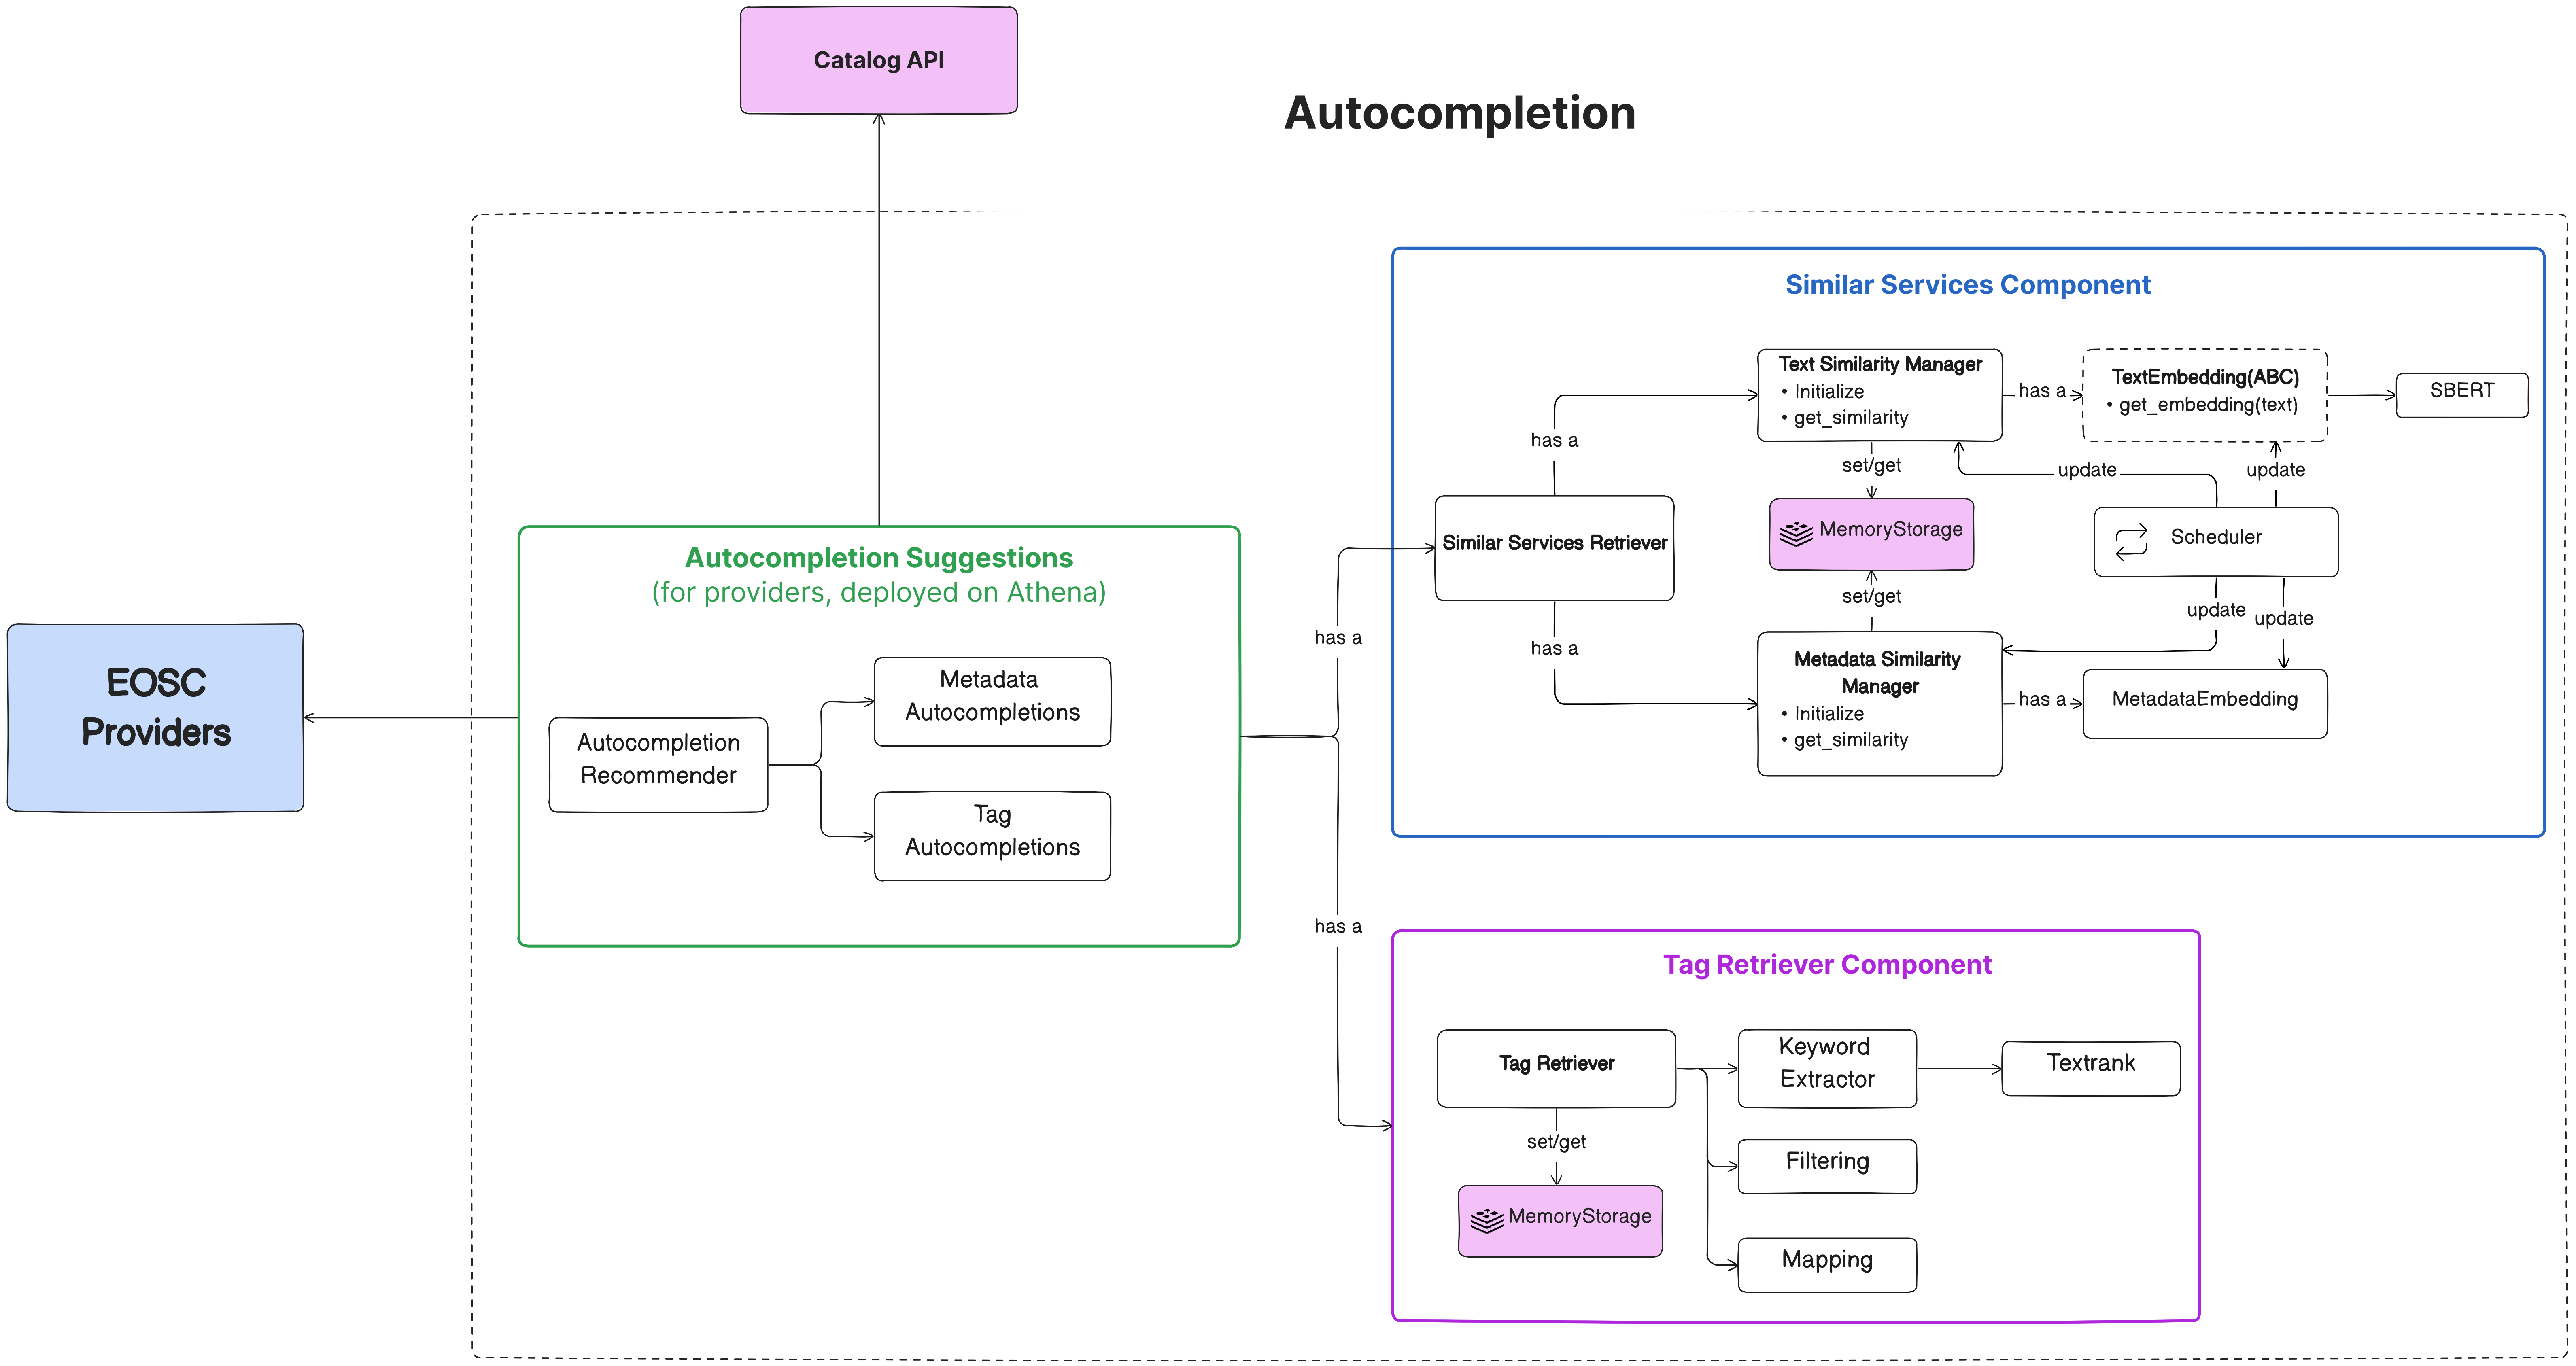 Catalog API
Autocompletion
EOSC
Providers
Autocompletion Suggestions
(for providers, deployed on Athena)
Autocompletion
Recommender
Metadata
Autocompletions
Tag
Autocompletions
has a
has a
Similar Services Component
Similar Services Retriever
has a
has a
Text Similarity Manager
• Initialize
• get_similarity
has a
TextEmbedding(ABC)
• get_embedding(text)
SBERT
set/get
update
update
MemoryStorage
Scheduler
set/get
update
update
Metadata Similarity
Manager
• Initialize
• get_similarity
has a
MetadataEmbedding
Tag Retriever Component
Tag Retriever
Keyword
Extractor
Textrank
set/get
Filtering
MemoryStorage
Mapping